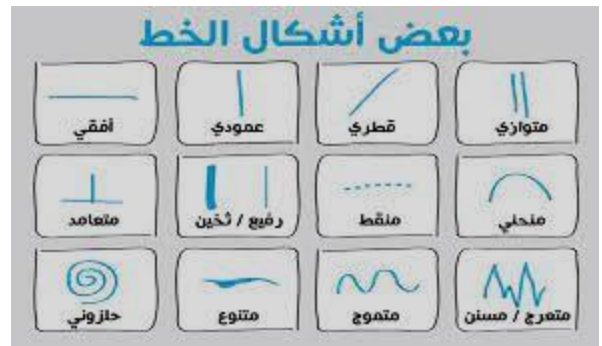 بعض أشكال الخط
متوازي
قطري
عمودي
أفقي
منحني
منقط
رفيع / ثخين
متعامد
متعرج / مسنن
متموج
متنوع
حلزوني